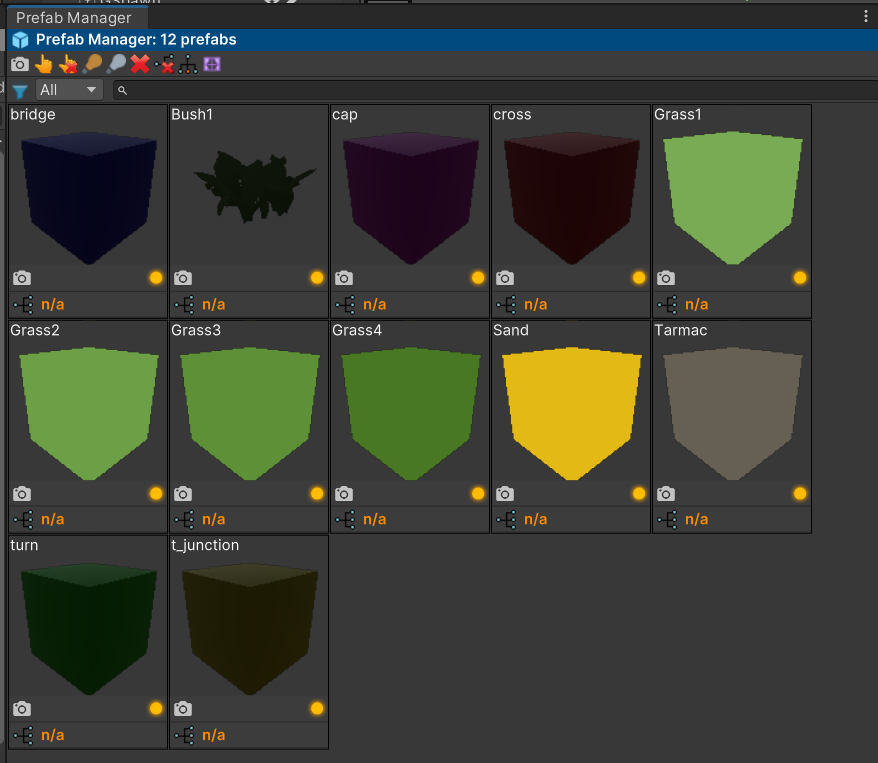 Prefab Manager
Prefab Manager: 12 prefabs
All
bridge
Bush1
cap
cross
Grass1
n/a
n/a
n/a
n/a
n/a
Grass2
Grass3
Grass4
Sand
Tarmac
n/a
n/a
n/a
n/a
n/a
turn
t_junction
n/a
n/a